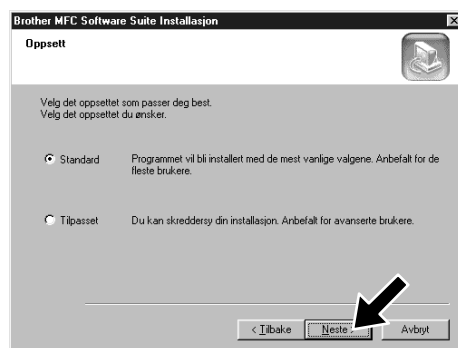 Brother MFC Software Suite Installasjon
Oppsett
Velg det oppsettet som passer deg best.
Velg det oppsettet du ønsker.
Standard Programmet vil bli installert med de mest vanlige valgene. Anbefalt for de
fleste brukere.
Tilpasset Du kan skreddersy din installasjon. Anbefalt for avanserte brukere.
< Tilbake Neste > Avbryt